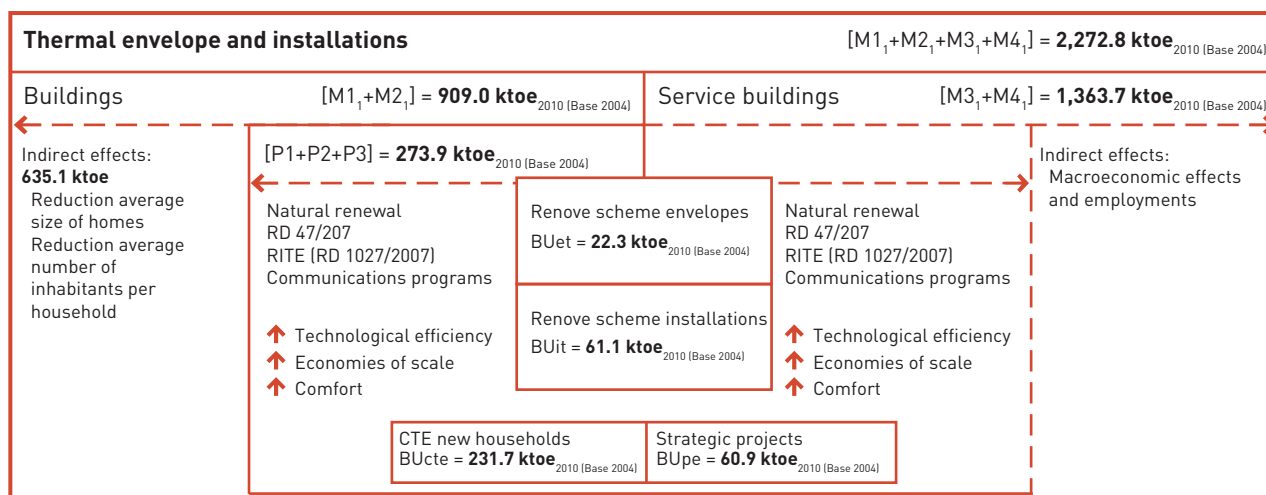 Thermal envelope and installations
[M1₁+M2₁+M3₁+M4₁] = 2,272.8 ktoe2010 (Base 2004)
Buildings
[M1₁+M2₁] = 909.0 ktoe2010 (Base 2004)
Service buildings
[M3₁+M4₁] = 1,363.7 ktoe2010 (Base 2004)
Indirect effects:
635.1 ktoe
Reduction average
size of homes
Reduction average
number of
inhabitants per
household
[P1+P2+P3] = 273.9 ktoe2010 (Base 2004)
Natural renewal
RD 47/207
RITE (RD 1027/2007)
Communications programs
Technological efficiency
Economies of scale
Comfort
Renove scheme envelopes
BUet = 22.3 ktoe2010 (Base 2004)
Renove scheme installations
BUit = 61.1 ktoe2010 (Base 2004)
Natural renewal
RD 47/207
RITE (RD 1027/2007)
Communications programs
Technological efficiency
Economies of scale
Comfort
Indirect effects:
Macroeconomic effects
and employments
CTE new households
BUcte = 231.7 ktoe2010 (Base 2004)
Strategic projects
BUpe = 60.9 ktoe2010 (Base 2004)